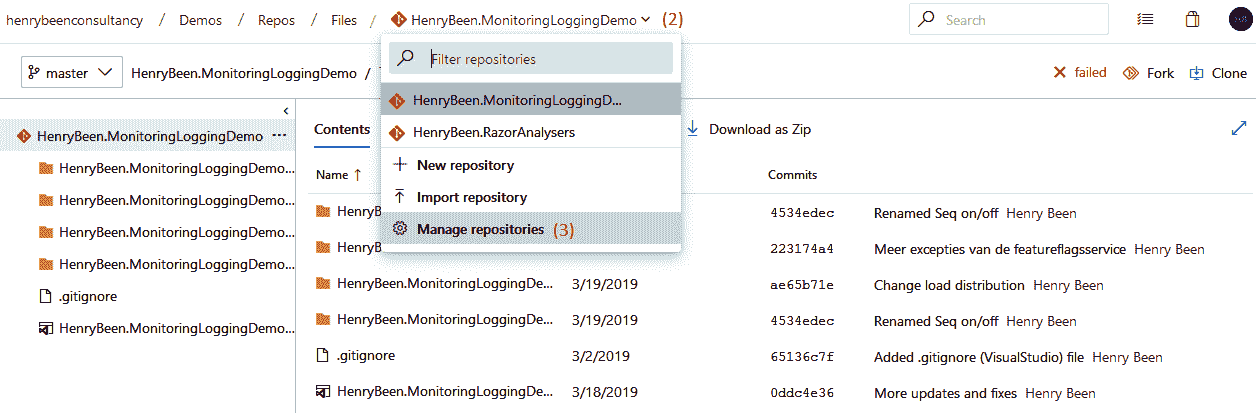 henrybeenconsultancy / Demos / Repos / Files / HenryBeen.MonitoringLoggingDemo (2) Search
Filter repositories
master HenryBeen.MonitoringLoggingDemo / failed Fork Clone
HenryBeen.MonitoringLoggingD...
HenryBeen.RazorAnalysers
New repository
Import repository
Manage repositories (3)
HenryBeen.MonitoringLoggingDemo ...
HenryBeen.MonitoringLoggingDemo...
HenryBeen.MonitoringLoggingDemo...
HenryBeen.MonitoringLoggingDemo...
HenryBeen.MonitoringLoggingDemo...
.gitignore
HenryBeen.MonitoringLoggingDemo...
Contents Download as Zip
Name ↑ Commits
HenryB 4534edec Renamed Seq on/off Henry Been
HenryB 223174a4 Meer excepties van de featureflagsservice Henry Been
HenryBeen.MonitoringLoggingDe... 3/19/2019 ae65b71e Change load distribution Henry Been
HenryBeen.MonitoringLoggingDe... 3/19/2019 4534edec Renamed Seq on/off Henry Been
.gitignore 3/2/2019 65136c7f Added .gitignore (VisualStudio) file Henry Been
HenryBeen.MonitoringLoggingDe... 3/18/2019 0ddc4e36 More updates and fixes Henry Been